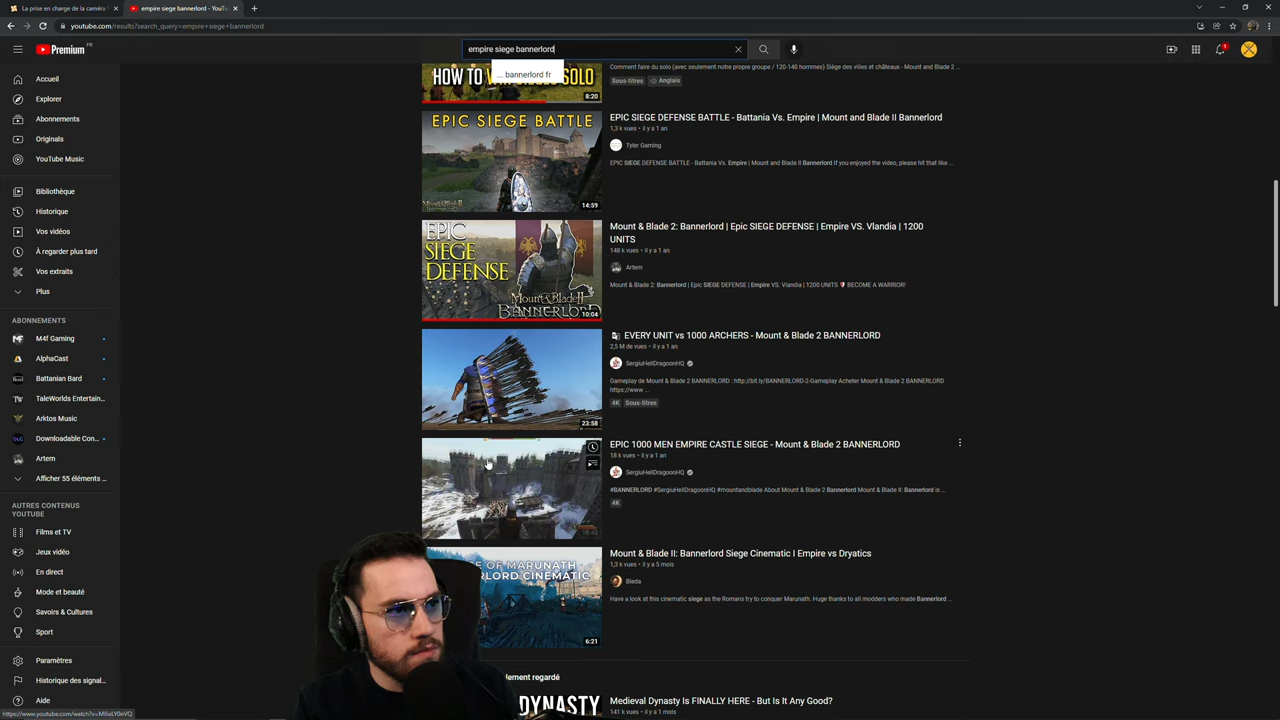 La prise en charge de la caméra
empire siege bannerlord - YouTu
youtube.com/results?search_query=empire+siege+bannerlord
Premium FR
empire siege bannerlord
... bannerlord fr
1
Accueil
Explorer
Abonnements
Originals
YouTube Music
Bibliothèque
Historique
Vos vidéos
À regarder plus tard
Vos extraits
Plus
ABONNEMENTS
M4f Gaming
AlphaCast
Battanian Bard
TaleWorlds Entertain...
Arktos Music
Downloadable Con...
Artem
Afficher 55 éléments ...
AUTRES CONTENUS
YOUTUBE
Films et TV
Jeux vidéo
En direct
Mode et beauté
Savoirs & Cultures
Sport
Paramètres
Historique des signal...
Aide
HOW TO WIN SIEGES SOLO
8:20
Comment faire du solo (avec seulement notre propre groupe / 120-140 hommes) Siège des villes et châteaux - Mount and Blade 2 ...
Sous-titres Anglais
EPIC SIEGE BATTLE
14:59
EPIC SIEGE DEFENSE BATTLE - Battania Vs. Empire | Mount and Blade II Bannerlord
1,3 k vues • il y a 1 an
Tyler Gaming
EPIC SIEGE DEFENSE BATTLE - Battania Vs. Empire | Mount and Blade II Bannerlord If you enjoyed the video, please hit that like ...
EPIC
SIEGE
DEFENSE
Mount & Blade II
BANNERLORD
10:04
Mount & Blade 2: Bannerlord | Epic SIEGE DEFENSE | Empire VS. Vlandia | 1200
UNITS
148 k vues • il y a 1 an
Artem
Mount & Blade 2: Bannerlord | Epic SIEGE DEFENSE | Empire VS. Vlandia | 1200 UNITS BECOME A WARRIOR!
23:58
EVERY UNIT vs 1000 ARCHERS - Mount & Blade 2 BANNERLORD
2,5 M de vues • il y a 1 an
SergiuHellDragoonHQ
Gameplay de Mount & Blade 2 BANNERLORD : http://bit.ly/BANNERLORD-2-Gameplay Acheter Mount & Blade 2 BANNERLORD
https://www ...
4K Sous-titres
EPIC 1000 MEN EMPIRE CASTLE SIEGE - Mount & Blade 2 BANNERLORD
18 k vues • il y a 1 an
SergiuHellDragoonHQ
#BANNERLORD #SergiuHellDragoonHQ #mountandblade About Mount & Blade 2 Bannerlord Mount & Blade II: Bannerlord is ...
4K
OF MARUNATH
CINEMATIC
6:21
Mount & Blade II: Bannerlord Siege Cinematic I Empire vs Dryatics
1,3 k vues • il y a 5 mois
Bleda
Have a look at this cinematic siege as the Romans try to conquer Marunath. Huge thanks to all modders who made Bannerlord ...
regardé
DYNASTY
Medieval Dynasty Is FINALLY HERE - But Is It Any Good?
141 k vues • il y a 1 mois